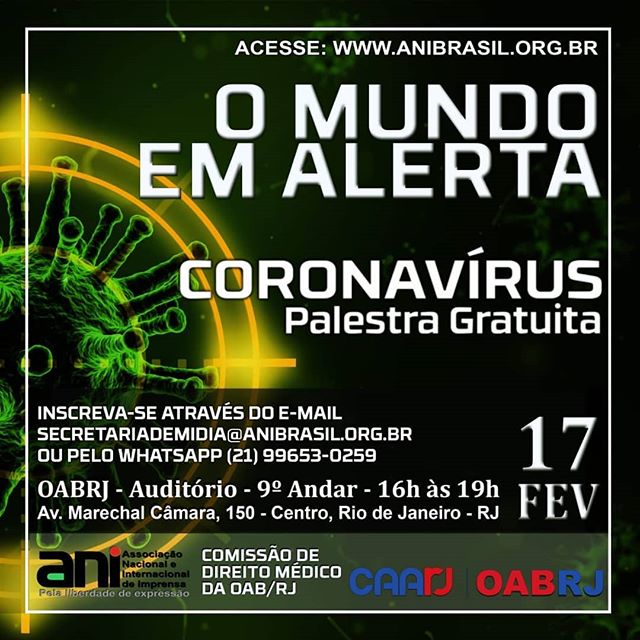 ACESSE: WWW.ANIBRASIL.ORG.BR
O MUNDO
EM ALERTA
CORONAVÍRUS
Palestra Gratuita
INSCREVA-SE ATRAVÉS DO E-MAIL
SECRETARIADEMIDIA@ANIBRASIL.ORG.BR
OU PELO WHATSAPP (21) 99653-0259
OABRJ - Auditório - 9º Andar - 16h às 19h
Av. Marechal Câmara, 150 - Centro, Rio de Janeiro - RJ
17
FEV
ani
Associação
Nacional e
Internacional
de Imprensa
Pela liberdade de expressão
COMISSÃO DE
DIREITO MÉDICO
DA OAB/RJ
CAARJ
OABRJ